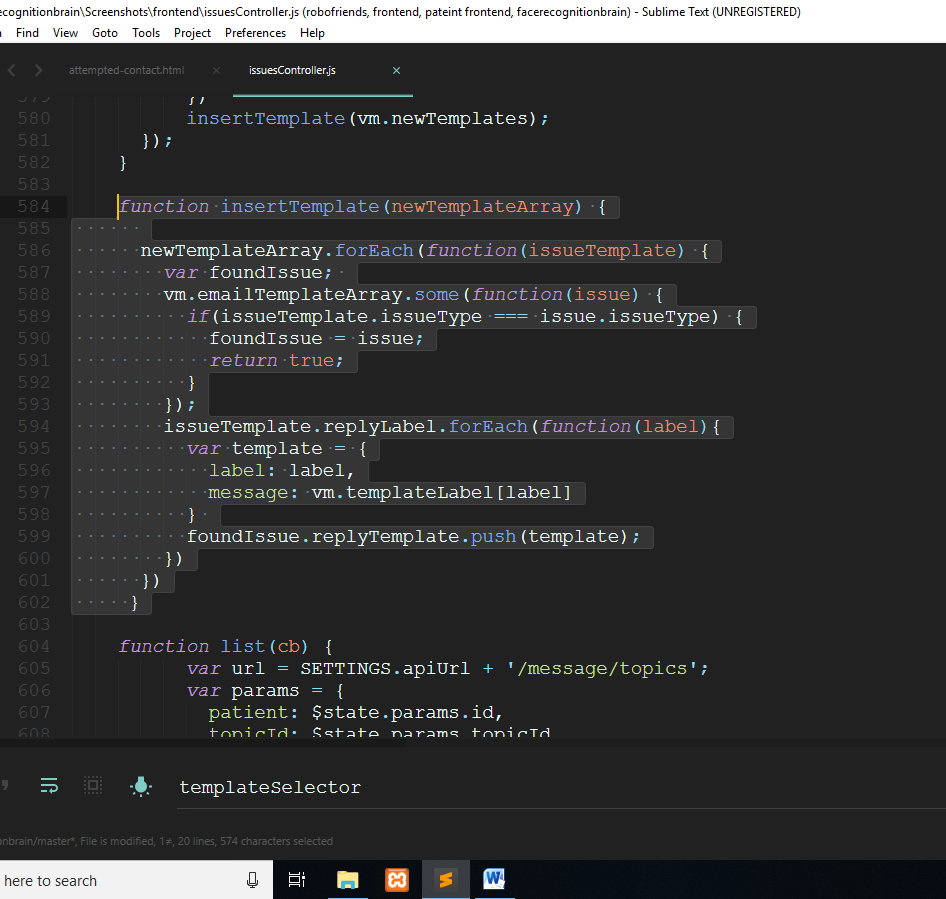 ecognitionbrain\Screenshots\frontend\issuesController.js (robofriends, frontend, pateint frontend, facerecognitionbrain) - Sublime Text (UNREGISTERED)
Find View Goto Tools Project Preferences Help
attempted-contact.html × issuesController.js ×
579 })
580 insertTemplate(vm.newTemplates);
581 });
582 }
583
584 function insertTemplate(newTemplateArray) {
585
586 newTemplateArray.forEach(function(issueTemplate) {
587 var foundIssue;
588 vm.emailTemplateArray.some(function(issue) {
589 if(issueTemplate.issueType === issue.issueType) {
590 foundIssue = issue;
591 return true;
592 }
593 });
594 issueTemplate.replyLabel.forEach(function(label){
595 var template = {
596 label: label,
597 message: vm.templateLabel[label]
598 }
599 foundIssue.replyTemplate.push(template);
600 })
601 })
602 }
603
604 function list(cb) {
605 var url = SETTINGS.apiUrl + '/message/topics';
606 var params = {
607 patient: $state.params.id,
608 topicId: $state.params.topicId
templateSelector
onbrain/master*, File is modified, 1≠, 20 lines, 574 characters selected
here to search